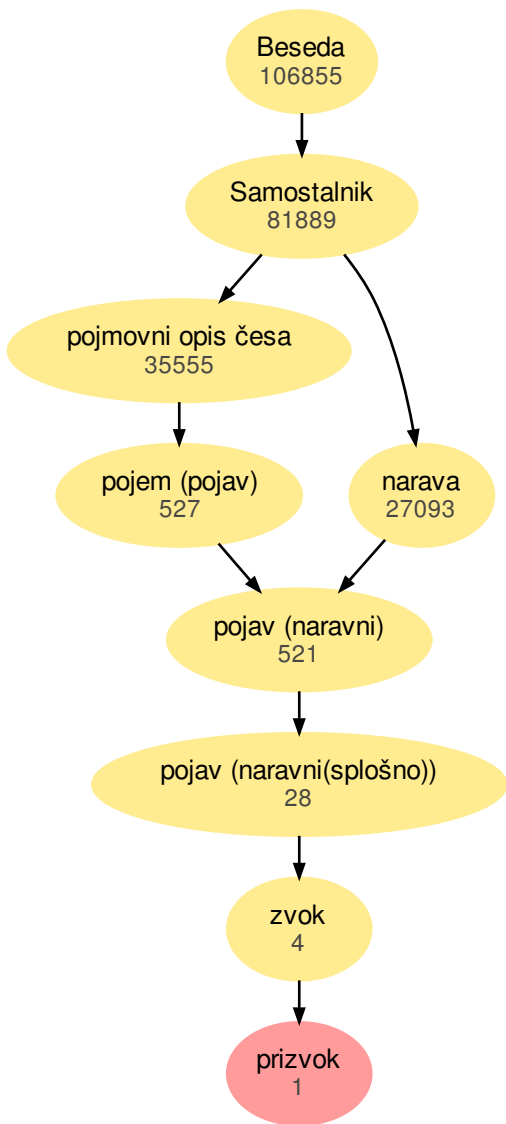 Beseda
106855
Samostalnik
81889
pojmovni opis česa
35555
pojem (pojav)
527
narava
27093
pojav (naravni)
521
pojav (naravni(splošno))
28
zvok
4
prizvok
1